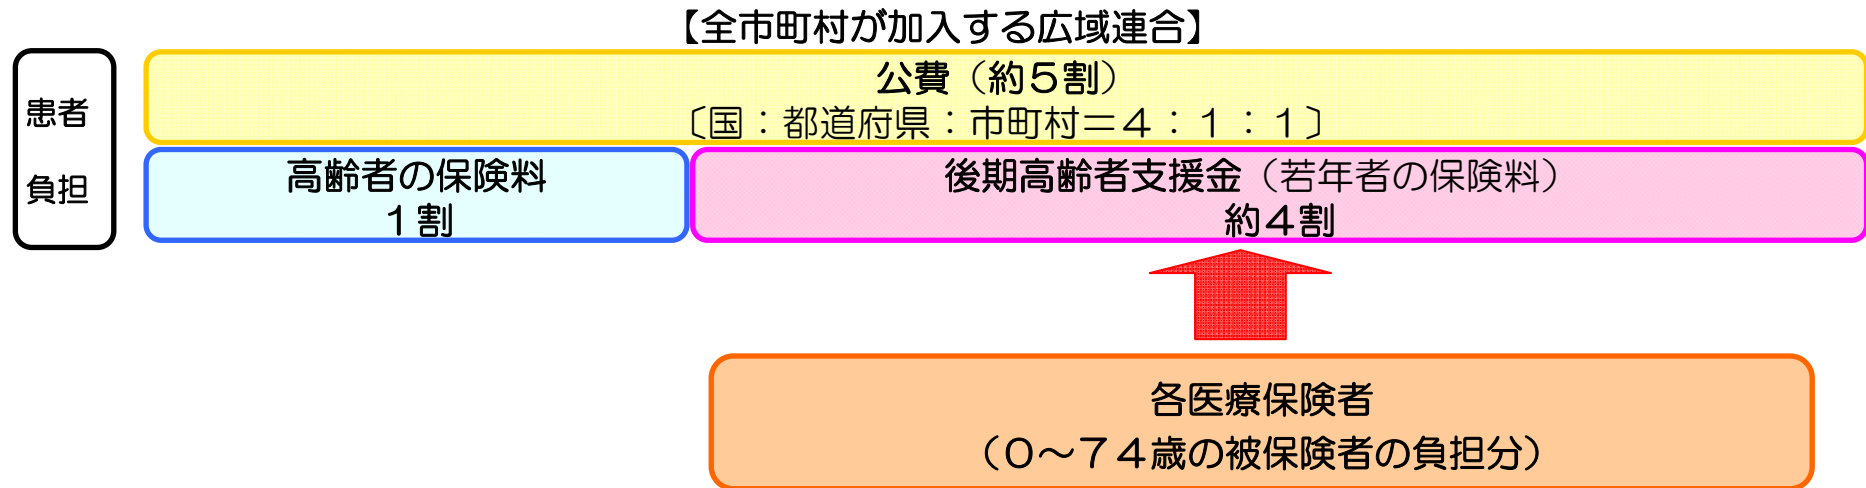 【全市町村が加入する広域連合】
患者
負担
公費（約５割）
〔国：都道府県：市町村＝４：１：１〕
高齢者の保険料
１割
後期高齢者支援金（若年者の保険料）
約４割
各医療保険者
（０～７４歳の被保険者の負担分）